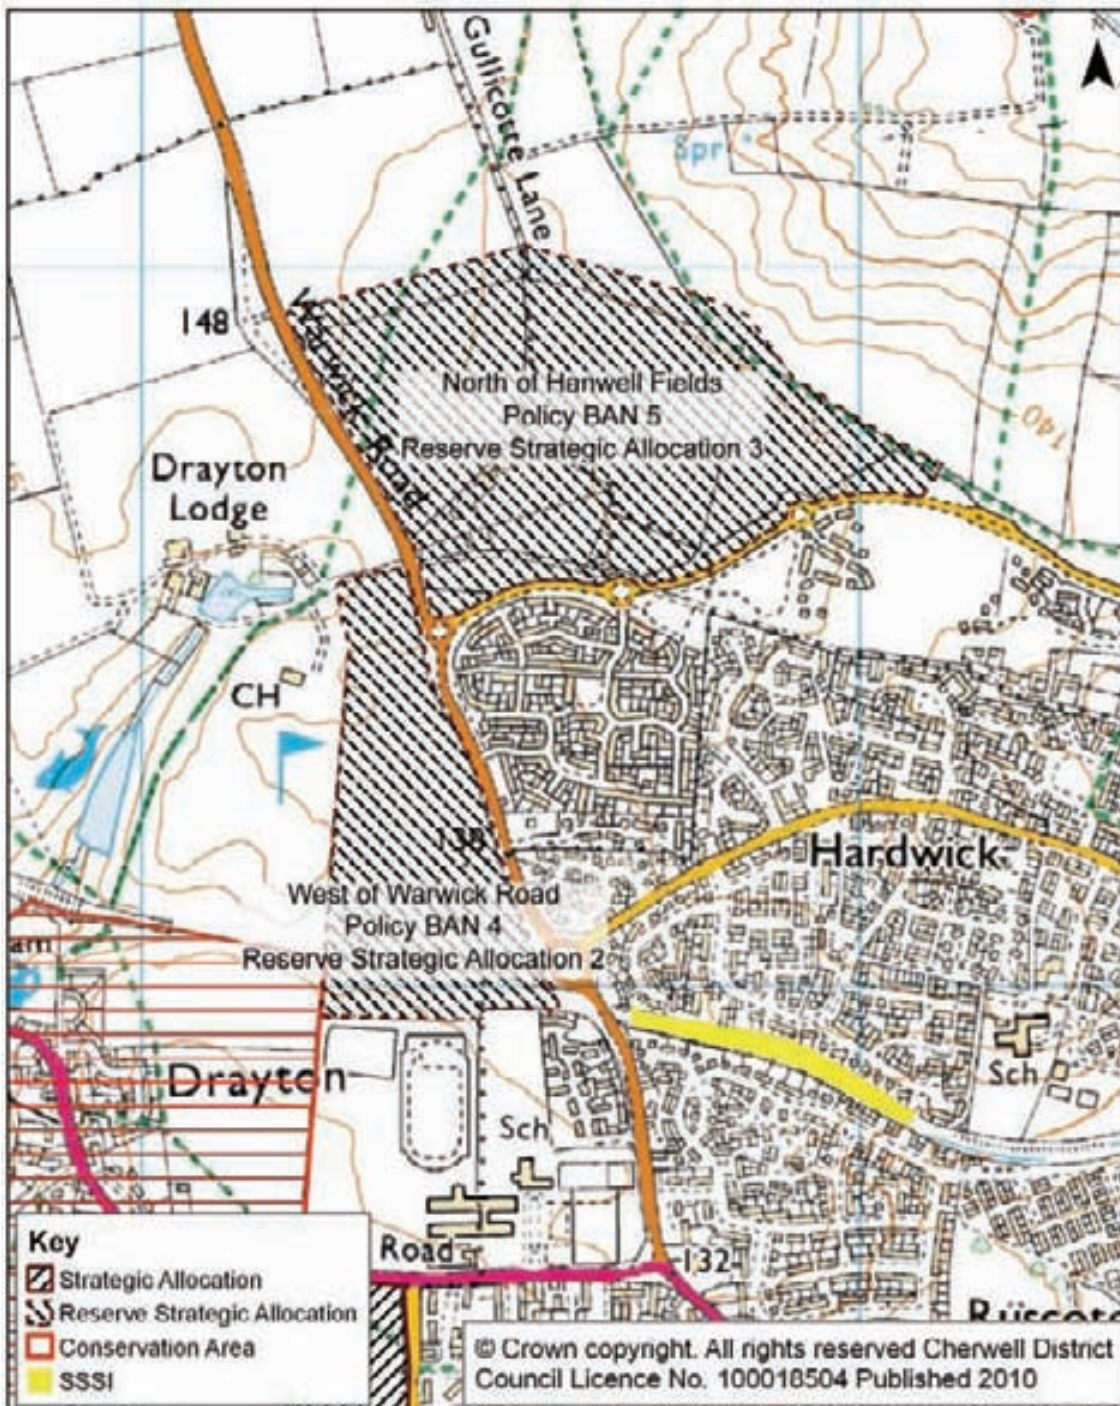 Gullicotte Lane
Spr
148
Warwick Road
North of Hanwell Fields
Policy BAN 5
Reserve Strategic Allocation 3
140
Drayton
Lodge
CH
138
Hardwick
West of Warwick Road
Policy BAN 4
Reserve Strategic Allocation 2
Drayton
Sch
Sch
Road
132
Key
Strategic Allocation
Reserve Strategic Allocation
Conservation Area
SSSI
© Crown copyright. All rights reserved Cherwell District
Council Licence No. 100018504 Published 2010